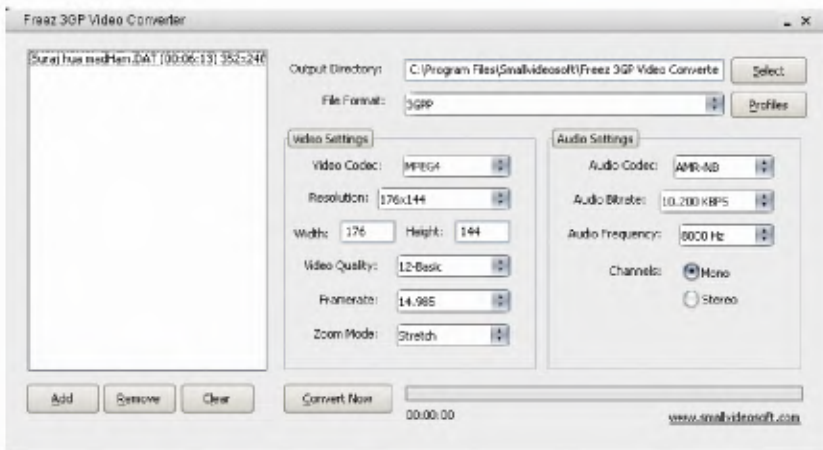 Freez 3GP Video Converter
Suraj hua madHam.DAT [00:06:13] 352x240
Output Directory: C:\Program Files\Smallvideosoft\Freez 3GP Video Converte Select
File Format: 3GPP Profiles
Video Settings
Video Codec: MPEG4
Resolution: 176x144
Width: 176 Height: 144
Video Quality: 12-Basic
Framerate: 14.985
Zoom Mode: Stretch
Audio Settings
Audio Codec: AMR-NB
Audio Bitrate: 10.200 KBPS
Audio Frequency: 8000 Hz
Channels: Mono
Stereo
Add Remove Clear Convert Now
00:00:00 www.smallvideosoft.com